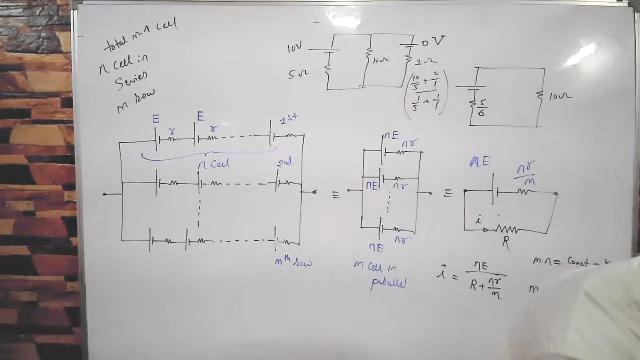 total m n cell
n cell in
series
m row
10V
5Ω
10Ω
0V
1Ω
(10/5 + 0/1)
(1/5 + 1/1)
5/6
10Ω
E
r
E
r
1st
n cell
2nd
mth row
≡
nE
nr
nE
nr
nE
nr
m cell in
parallel
≡
nE
nr/m
i
R
i = nE / (R + nr/m)
mn = const
m